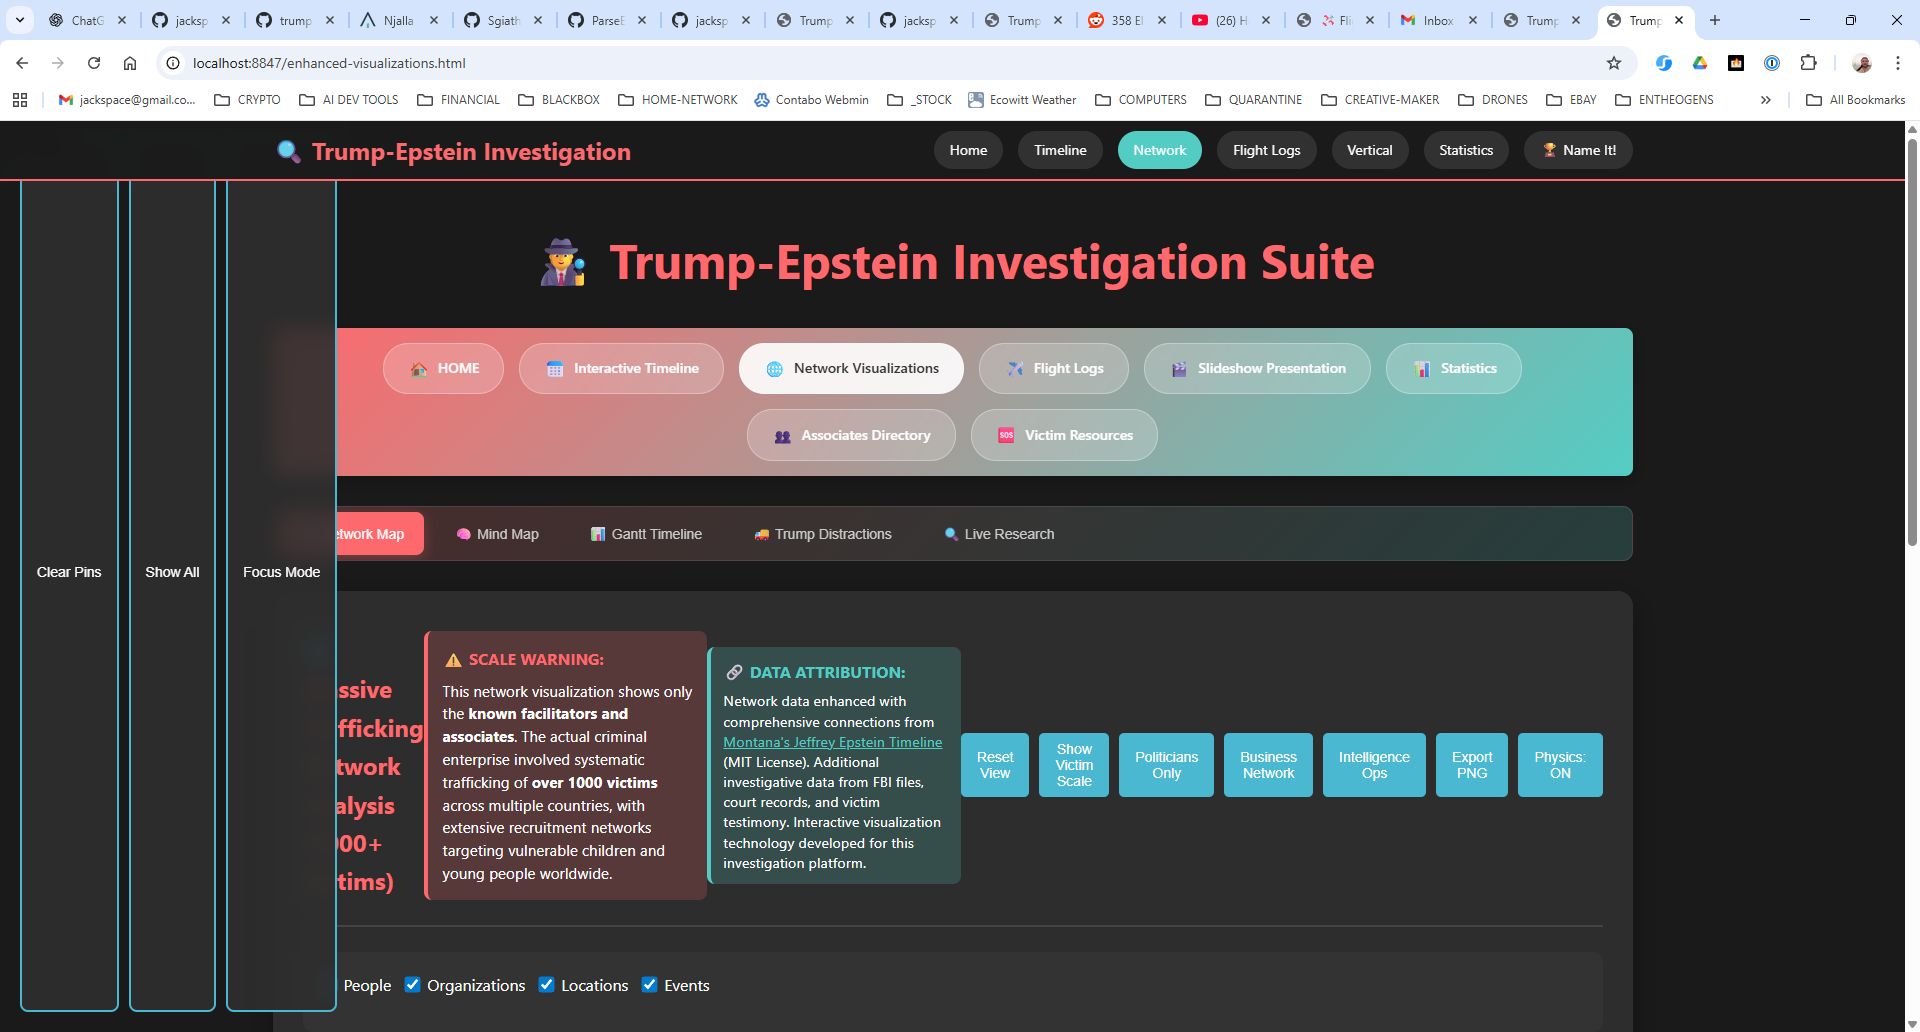 ChatG
jacksp
trump
Njalla
Sgiath
ParseE
jacksp
Trump
jacksp
Trump
358 El
(26) H
Fli
Inbox
Trump
Trump
localhost:8847/enhanced-visualizations.html
jackspace@gmail.co...
CRYPTO
AI DEV TOOLS
FINANCIAL
BLACKBOX
HOME-NETWORK
Contabo Webmin
_STOCK
Ecowitt Weather
COMPUTERS
QUARANTINE
CREATIVE-MAKER
DRONES
EBAY
ENTHEOGENS
All Bookmarks
Trump-Epstein Investigation
Home
Timeline
Network
Flight Logs
Vertical
Statistics
Name It!
Trump-Epstein Investigation Suite
HOME
Interactive Timeline
Network Visualizations
Flight Logs
Slideshow Presentation
Statistics
Associates Directory
SOS
Victim Resources
etwork Map
Mind Map
Gantt Timeline
Trump Distractions
Live Research
Clear Pins
Show All
Focus Mode
ssive
fficking
twork
alysis
00+
tims)
SCALE WARNING:
This network visualization shows only
the known facilitators and
associates. The actual criminal
enterprise involved systematic
trafficking of over 1000 victims
across multiple countries, with
extensive recruitment networks
targeting vulnerable children and
young people worldwide.
DATA ATTRIBUTION:
Network data enhanced with
comprehensive connections from
Montana's Jeffrey Epstein Timeline
(MIT License). Additional
investigative data from FBI files,
court records, and victim
testimony. Interactive visualization
technology developed for this
investigation platform.
Reset
View
Show
Victim
Scale
Politicians
Only
Business
Network
Intelligence
Ops
Export
PNG
Physics:
ON
People
Organizations
Locations
Events